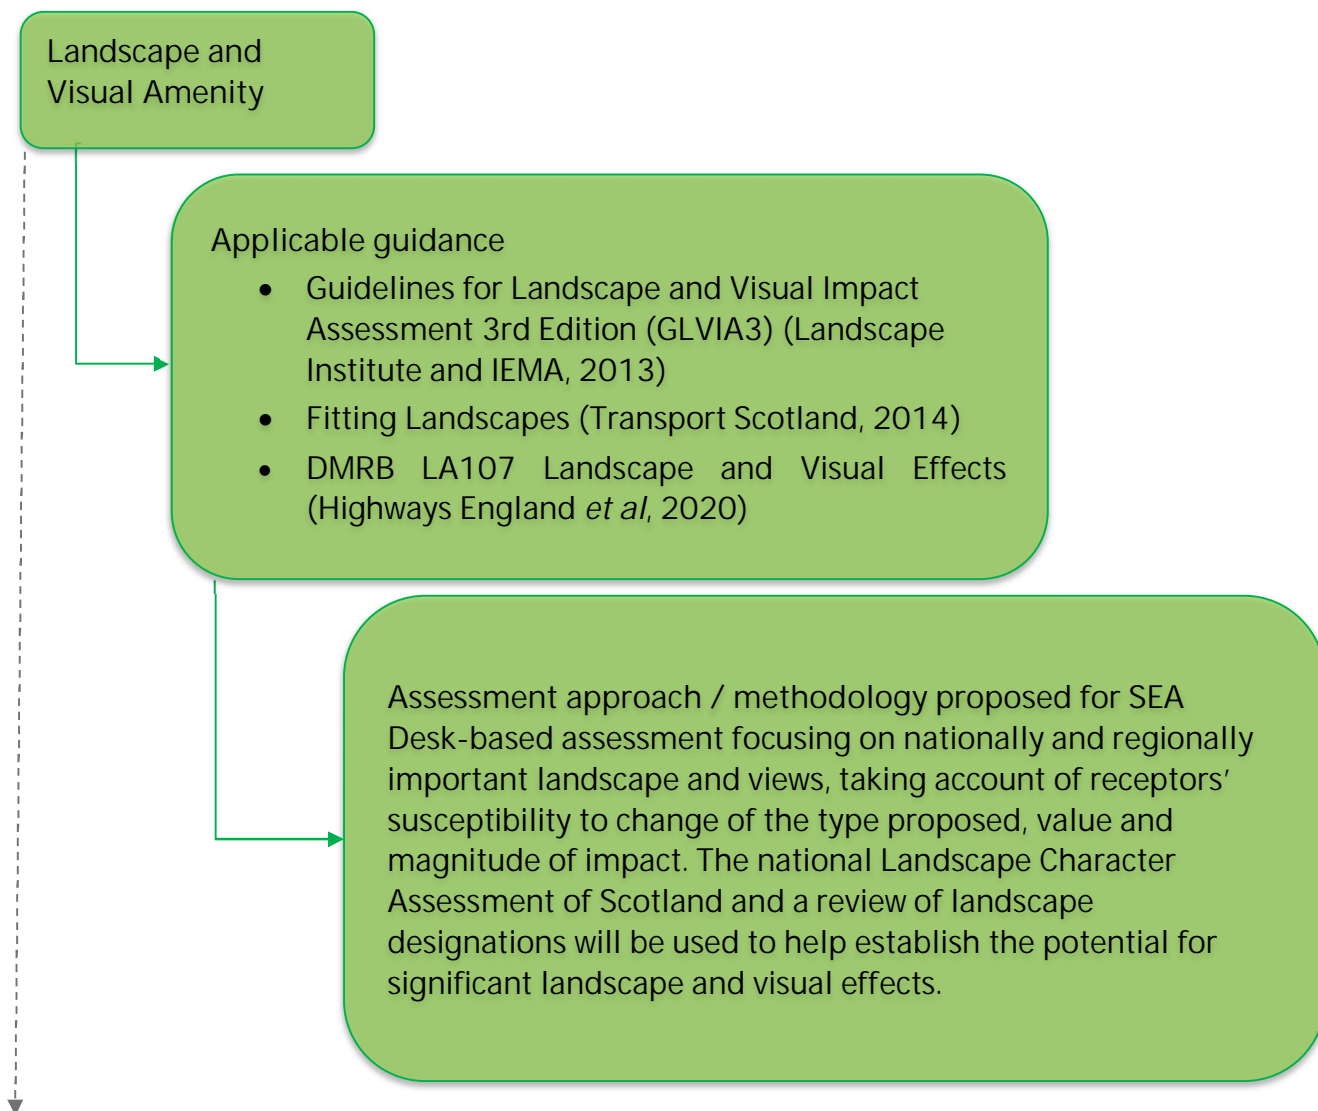 Landscape and
Visual Amenity
Applicable guidance
• Guidelines for Landscape and Visual Impact
Assessment 3rd Edition (GLVIA3) (Landscape
Institute and IEMA, 2013)
• Fitting Landscapes (Transport Scotland, 2014)
• DMRB LA107 Landscape and Visual Effects
(Highways England et al, 2020)
Assessment approach / methodology proposed for SEA
Desk-based assessment focusing on nationally and regionally
important landscape and views, taking account of receptors’
susceptibility to change of the type proposed, value and
magnitude of impact. The national Landscape Character
Assessment of Scotland and a review of landscape
designations will be used to help establish the potential for
significant landscape and visual effects.